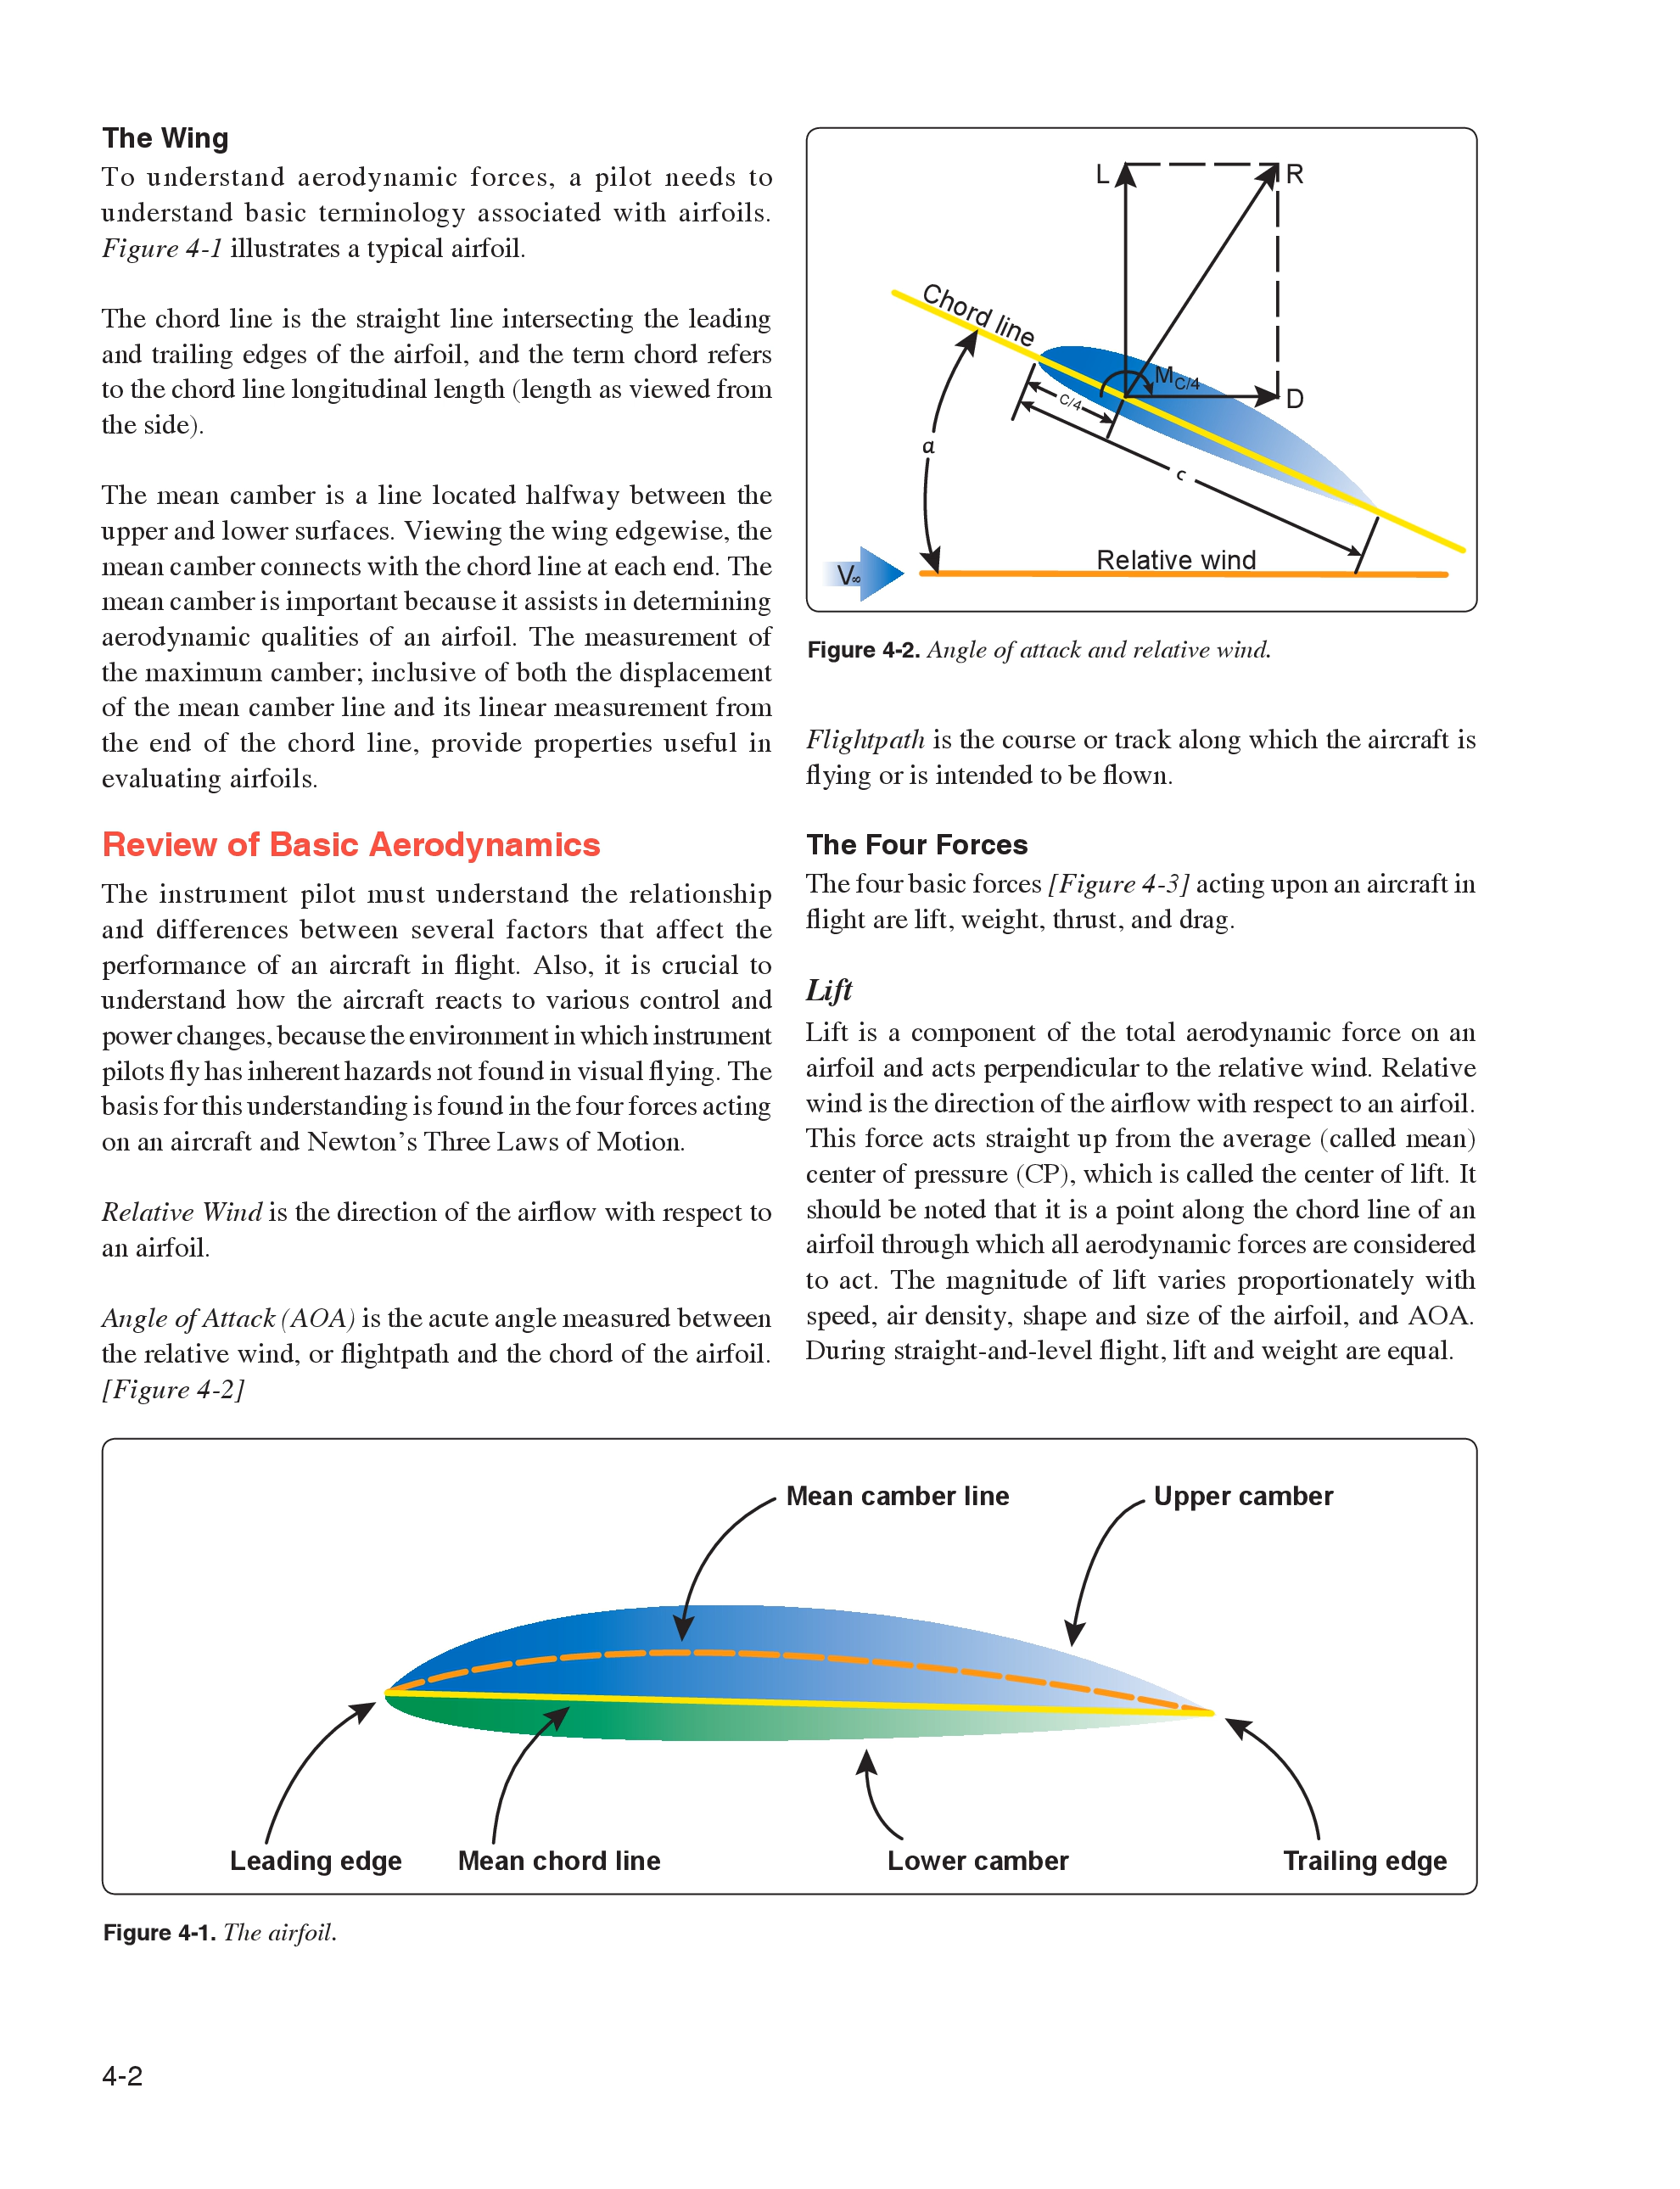 The Wing
To understand aerodynamic forces, a pilot needs to
understand basic terminology associated with airfoils.
Figure 4-1 illustrates a typical airfoil.
The chord line is the straight line intersecting the leading
and trailing edges of the airfoil, and the term chord refers
to the chord line longitudinal length (length as viewed from
the side).
The mean camber is a line located halfway between the
upper and lower surfaces. Viewing the wing edgewise, the
mean camber connects with the chord line at each end. The
mean camber is important because it assists in determining
aerodynamic qualities of an airfoil. The measurement of
the maximum camber; inclusive of both the displacement
of the mean camber line and its linear measurement from
the end of the chord line, provide properties useful in
evaluating airfoils.
Review of Basic Aerodynamics
The instrument pilot must understand the relationship
and differences between several factors that affect the
performance of an aircraft in flight. Also, it is crucial to
understand how the aircraft reacts to various control and
power changes, because the environment in which instrument
pilots fly has inherent hazards not found in visual flying. The
basis for this understanding is found in the four forces acting
on an aircraft and Newton’s Three Laws of Motion.
Relative Wind is the direction of the airflow with respect to
an airfoil.
Angle of Attack (AOA) is the acute angle measured between
the relative wind, or flightpath and the chord of the airfoil.
[Figure 4-2]
L
R
Chord line
MC/4
C/4
D
α
c
Relative wind
V∞
Figure 4-2. Angle of attack and relative wind.
Flightpath is the course or track along which the aircraft is
flying or is intended to be flown.
The Four Forces
The four basic forces [Figure 4-3] acting upon an aircraft in
flight are lift, weight, thrust, and drag.
Lift
Lift is a component of the total aerodynamic force on an
airfoil and acts perpendicular to the relative wind. Relative
wind is the direction of the airflow with respect to an airfoil.
This force acts straight up from the average (called mean)
center of pressure (CP), which is called the center of lift. It
should be noted that it is a point along the chord line of an
airfoil through which all aerodynamic forces are considered
to act. The magnitude of lift varies proportionately with
speed, air density, shape and size of the airfoil, and AOA.
During straight-and-level flight, lift and weight are equal.
Mean camber line
Upper camber
Leading edge
Mean chord line
Lower camber
Trailing edge
Figure 4-1. The airfoil.
4-2